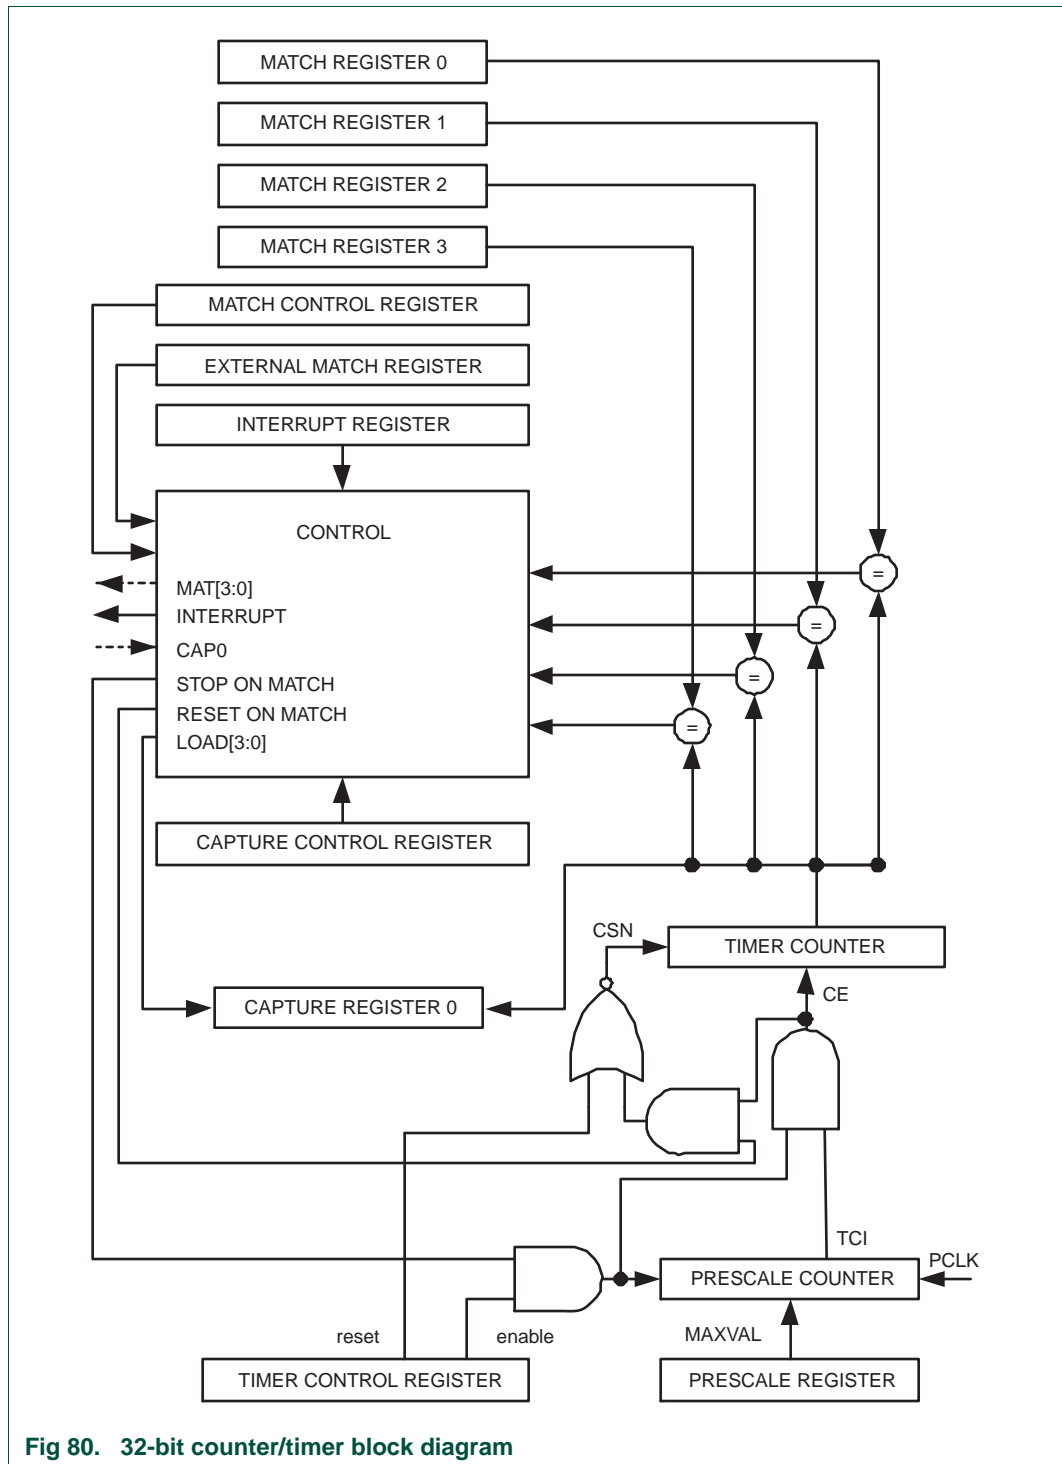 MATCH REGISTER 0
MATCH REGISTER 1
MATCH REGISTER 2
MATCH REGISTER 3
MATCH CONTROL REGISTER
EXTERNAL MATCH REGISTER
INTERRUPT REGISTER
CONTROL
MAT[3:0]
INTERRUPT
CAP0
STOP ON MATCH
RESET ON MATCH
LOAD[3:0]
=
=
=
=
CAPTURE CONTROL REGISTER
CSN
TIMER COUNTER
CE
CAPTURE REGISTER 0
TCI
PCLK
PRESCALE COUNTER
reset
enable
MAXVAL
TIMER CONTROL REGISTER
PRESCALE REGISTER
Fig 80. 32-bit counter/timer block diagram